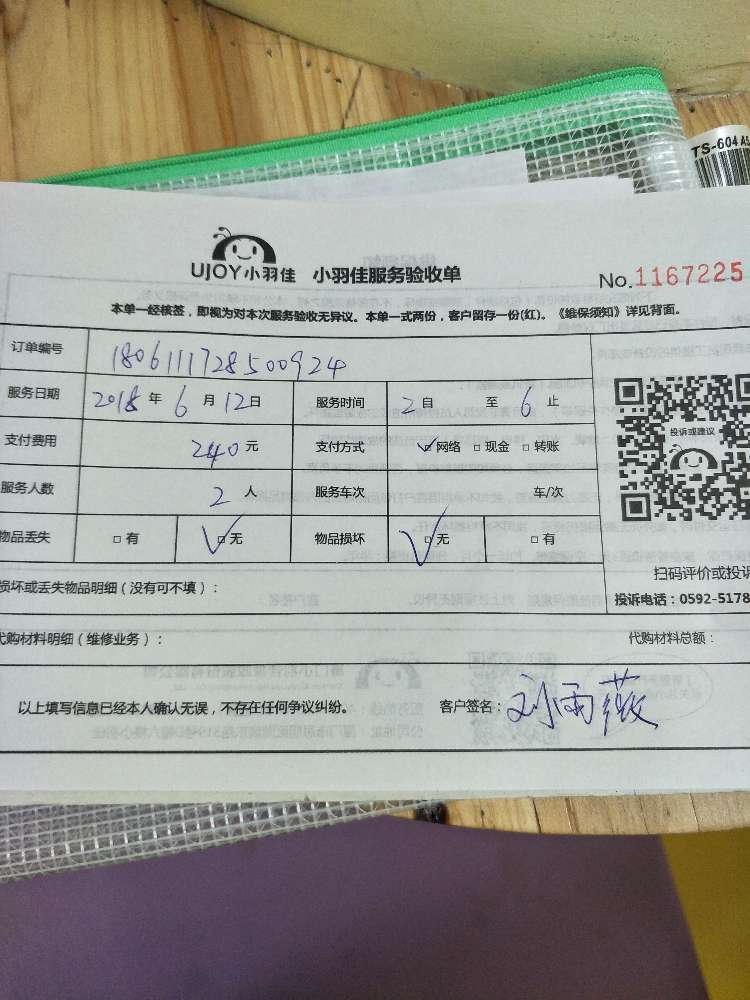 TS-604
UJOY小羽佳 小羽佳服务验收单
No.1167225
本单一经核签，即视为对本次服务验收无异议。本单一式两份，客户留存一份(红)。《维保须知》详见背面。
订单编号 180611172850​0924
服务日期 2018 年 6 月 12 日 服务时间 2 自 至 6 止
投诉或建议
支付费用 240 元 支付方式 ☑网络 □现金 □转账
服务人数 2 人 服务车次 车/次
物品丢失 □有 ☑无 物品损坏 ☑无 □有
扫码评价或投诉
损坏或丢失物品明细（没有可不填）：
投诉电话：0592-5178
代购材料明细（维修业务）： 代购材料总额：
以上填写信息已经本人确认无误，不存在任何争议纠纷。 客户签名：刘雨薇